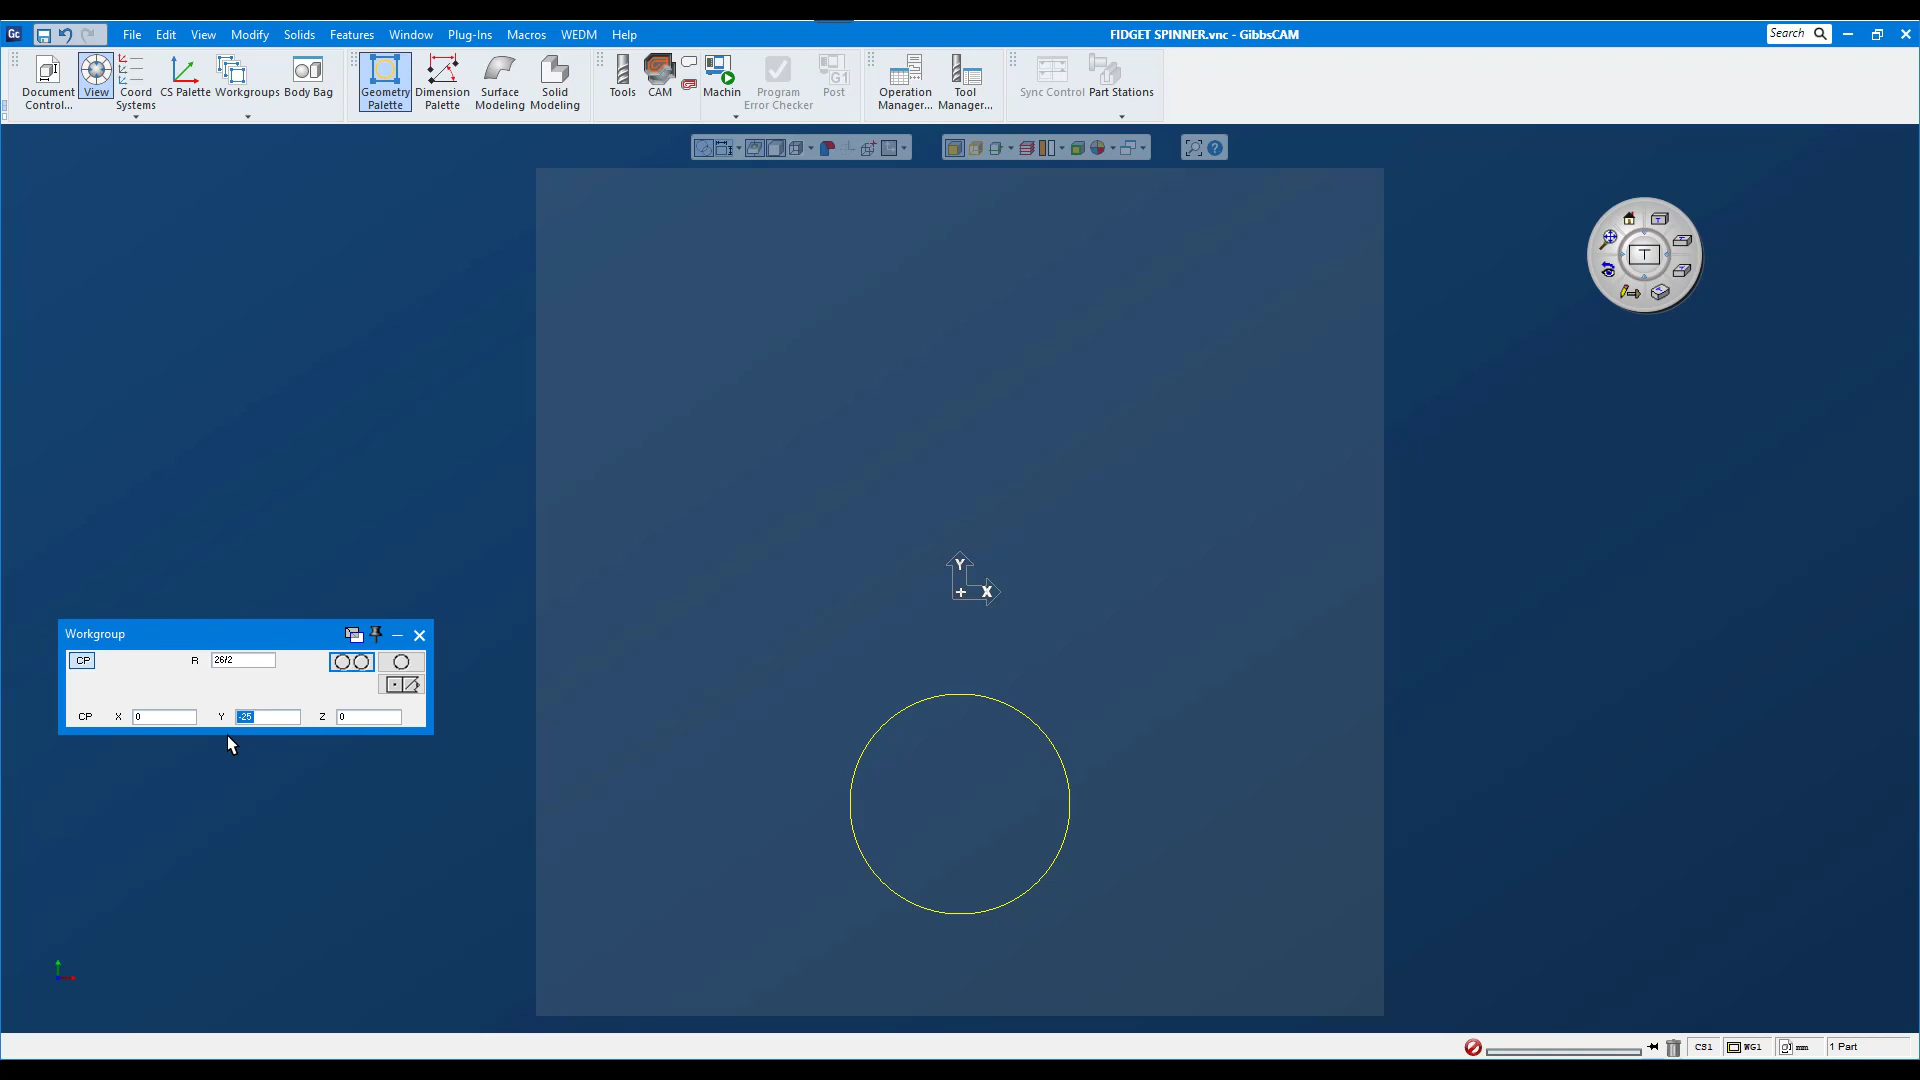 Gc File Edit View Modify Solids Features Window Plug-Ins Macros WEDM Help FIDGET SPINNER.vnc - GibbsCAM Search
Document Control... View Coord Systems CS Palette Workgroups Body Bag Geometry Palette Dimension Palette Surface Modeling Solid Modeling Tools CAM Machin Program Error Checker G1 Post Operation Manager... Tool Manager... Sync Control Part Stations
T
Y
X
Workgroup
CP R 26/2
CP X 0 Y -25 Z 0
CS1 WG1 mm 1 Part